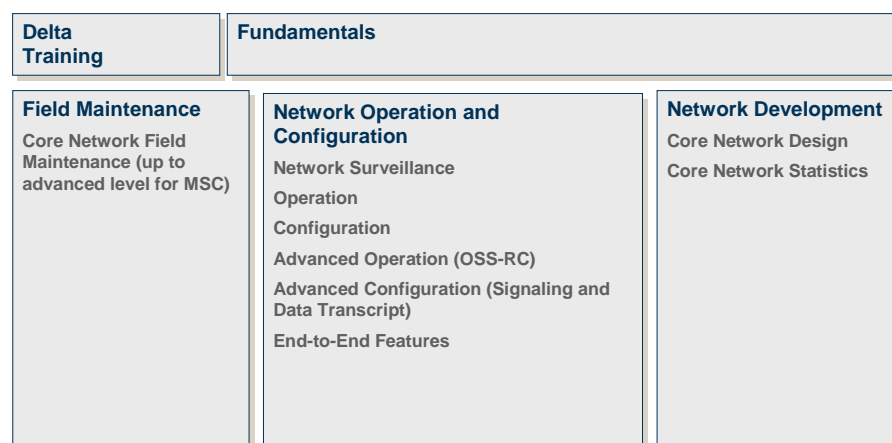 Delta
Training
Fundamentals
Field Maintenance
Core Network Field
Maintenance (up to
advanced level for MSC)
Network Operation and
Configuration
Network Surveillance
Operation
Configuration
Advanced Operation (OSS-RC)
Advanced Configuration (Signaling and
Data Transcript)
End-to-End Features
Network Development
Core Network Design
Core Network Statistics